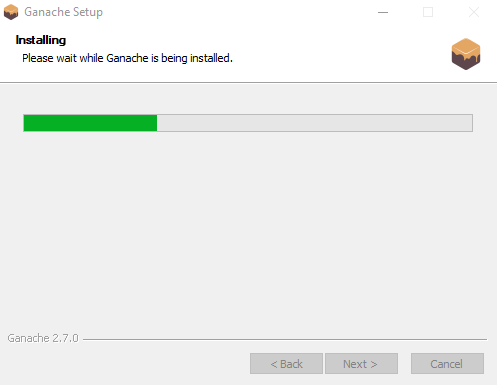 Ganache Setup
Installing
Please wait while Ganache is being installed.
Ganache 2.7.0
< Back
Next >
Cancel